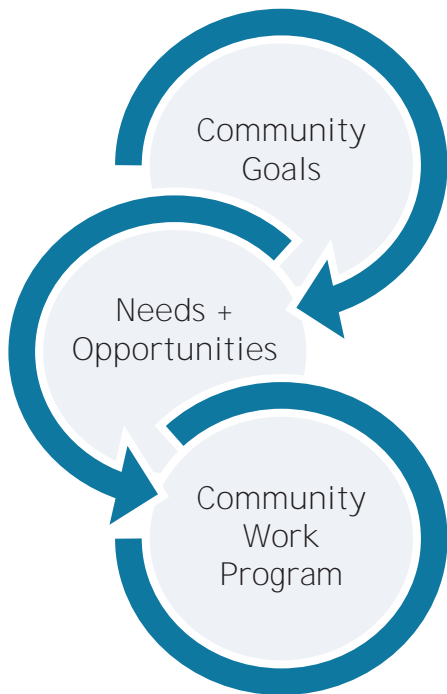 Community
Goals
Needs +
Opportunities
Community
Work
Program